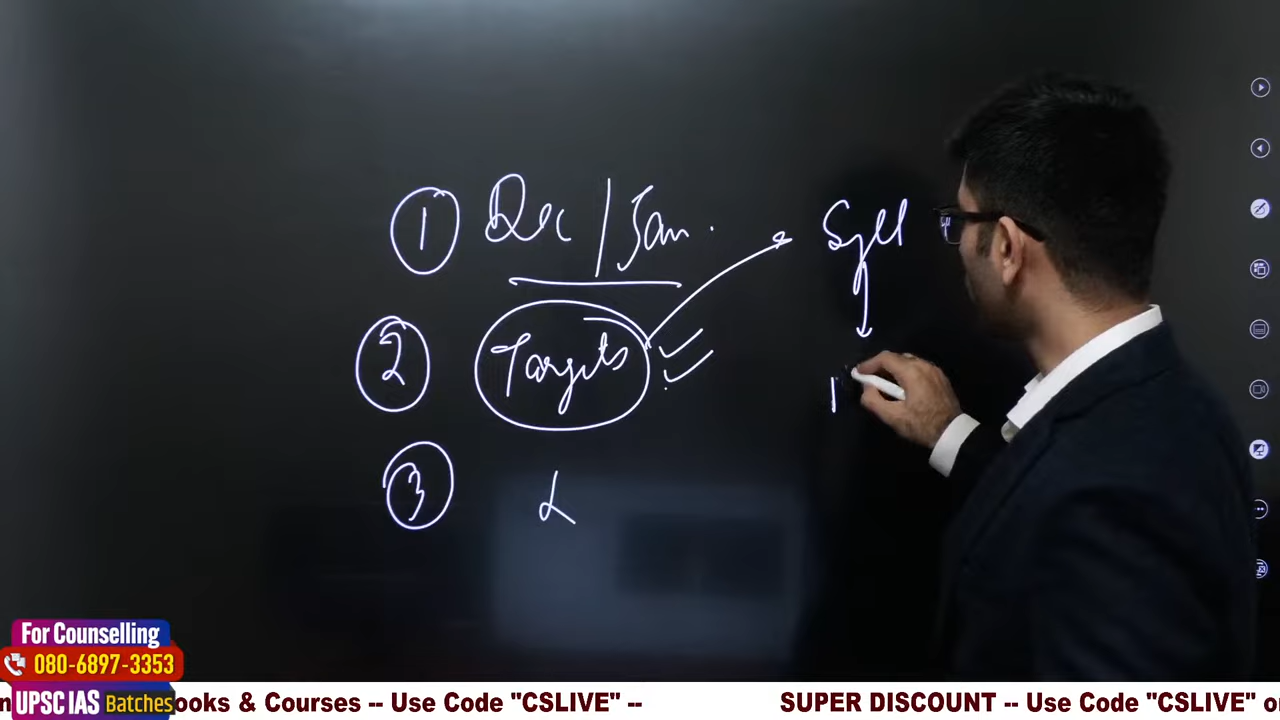 1 Dec / Jan.
2 Targets
Syll
3 L
For Counselling
080-6897-3353
UPSC IAS Batches
ooks & Courses -- Use Code "CSLIVE" -- SUPER DISCOUNT -- Use Code "CSLIVE" o